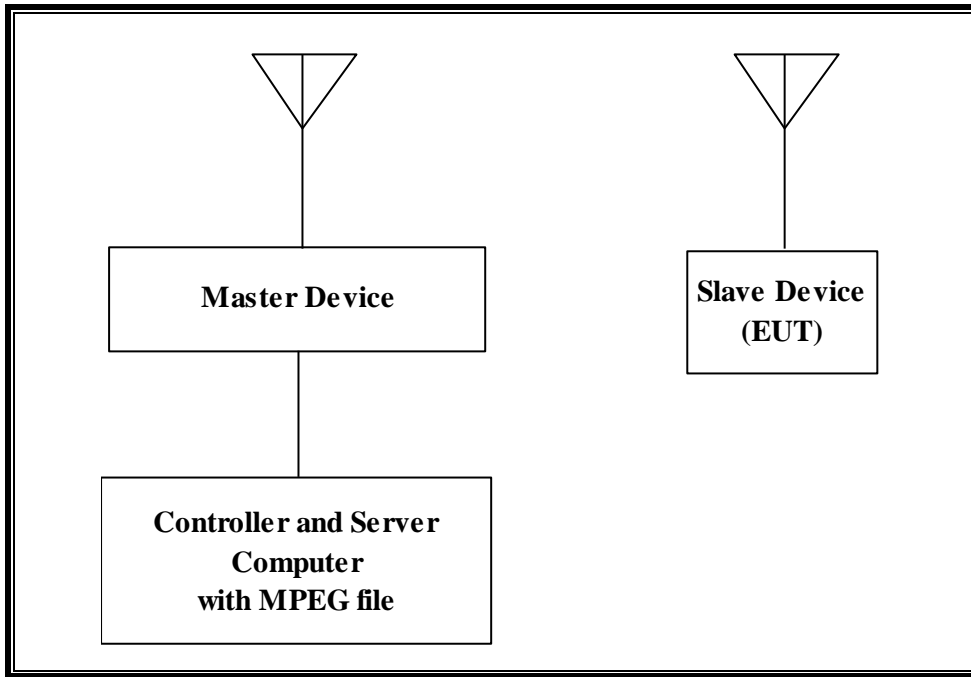 Master Device
Slave Device
(EUT)
Controller and Server
Computer
with MPEG file